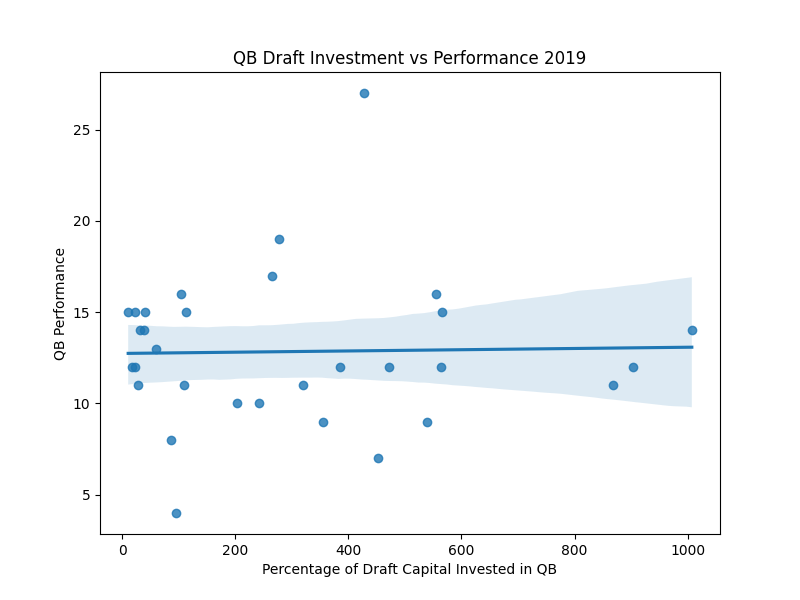 QB Draft Investment vs Performance 2019
25
20
15
10
5
QB Performance
0 200 400 600 800 1000
Percentage of Draft Capital Invested in QB